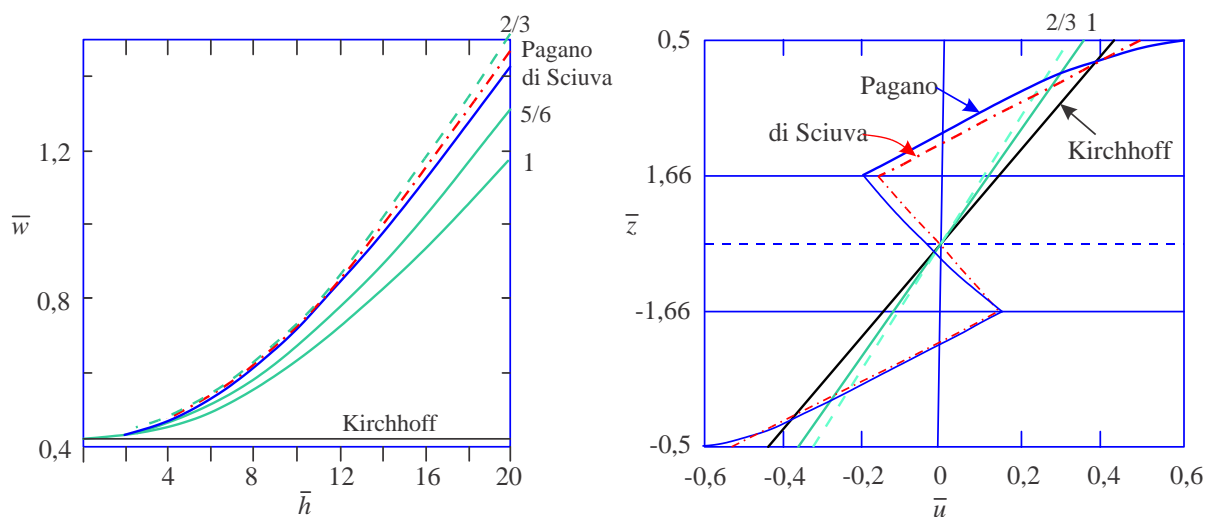 2/3
Pagano
di Sciuva
5/6
1
1,2
0,8
0,4
w̅
Kirchhoff
4
8
12
16
20
h̅
2/3 1
0,5
1,66
z̅
-1,66
-0,5
Pagano
di Sciuva
Kirchhoff
-0,6
-0,4
-0,2
0
0,2
0,4
0,6
u̅